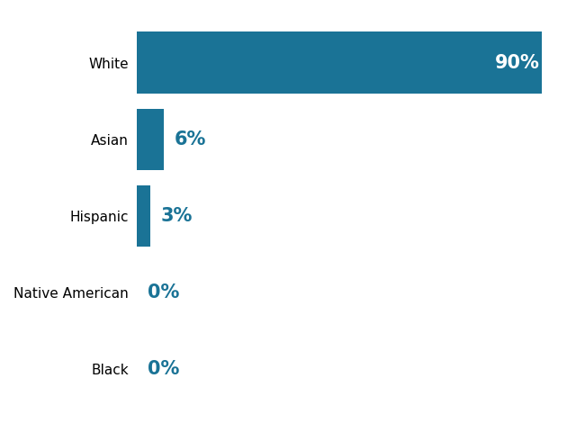 White 90%
Asian 6%
Hispanic 3%
Native American 0%
Black 0%